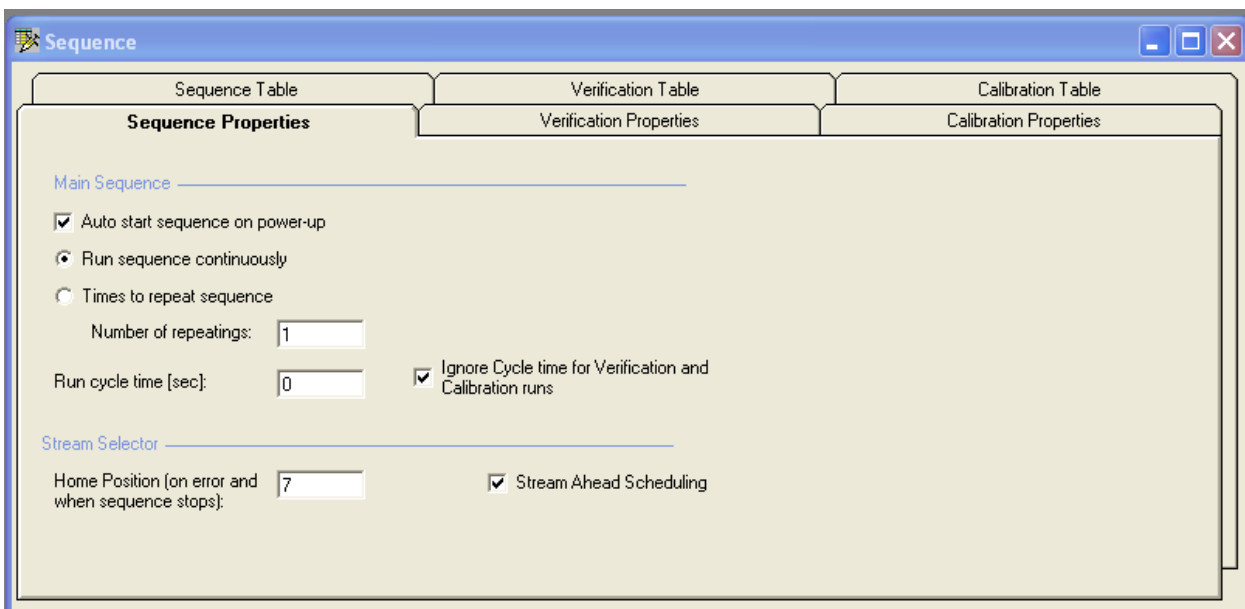 Sequence
Sequence Table
Verification Table
Calibration Table
Sequence Properties
Verification Properties
Calibration Properties
Main Sequence
Auto start sequence on power-up
Run sequence continuously
Times to repeat sequence
Number of repeatings:
1
Run cycle time [sec]:
0
Ignore Cycle time for Verification and
Calibration runs
Stream Selector
Home Position (on error and
when sequence stops):
7
Stream Ahead Scheduling